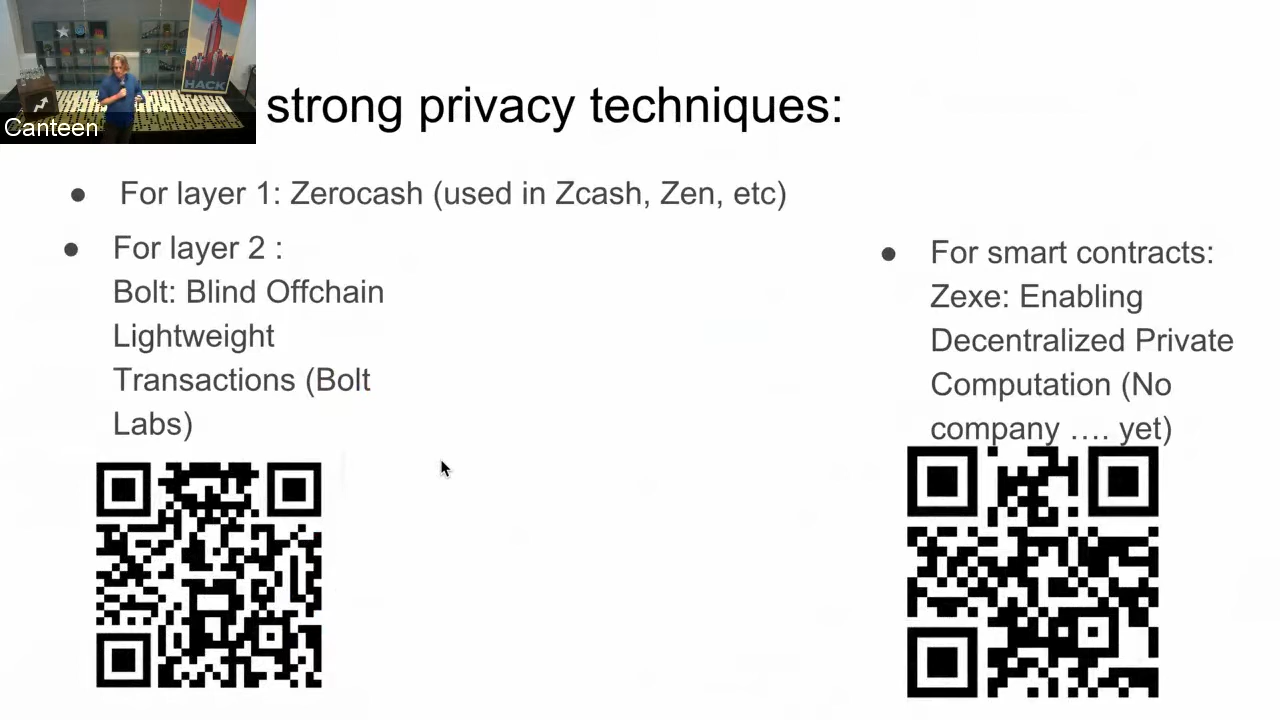 HACK
Canteen
strong privacy techniques:
● For layer 1: Zerocash (used in Zcash, Zen, etc)
● For layer 2 :
Bolt: Blind Offchain
Lightweight
Transactions (Bolt
Labs)
● For smart contracts:
Zexe: Enabling
Decentralized Private
Computation (No
company …. yet)